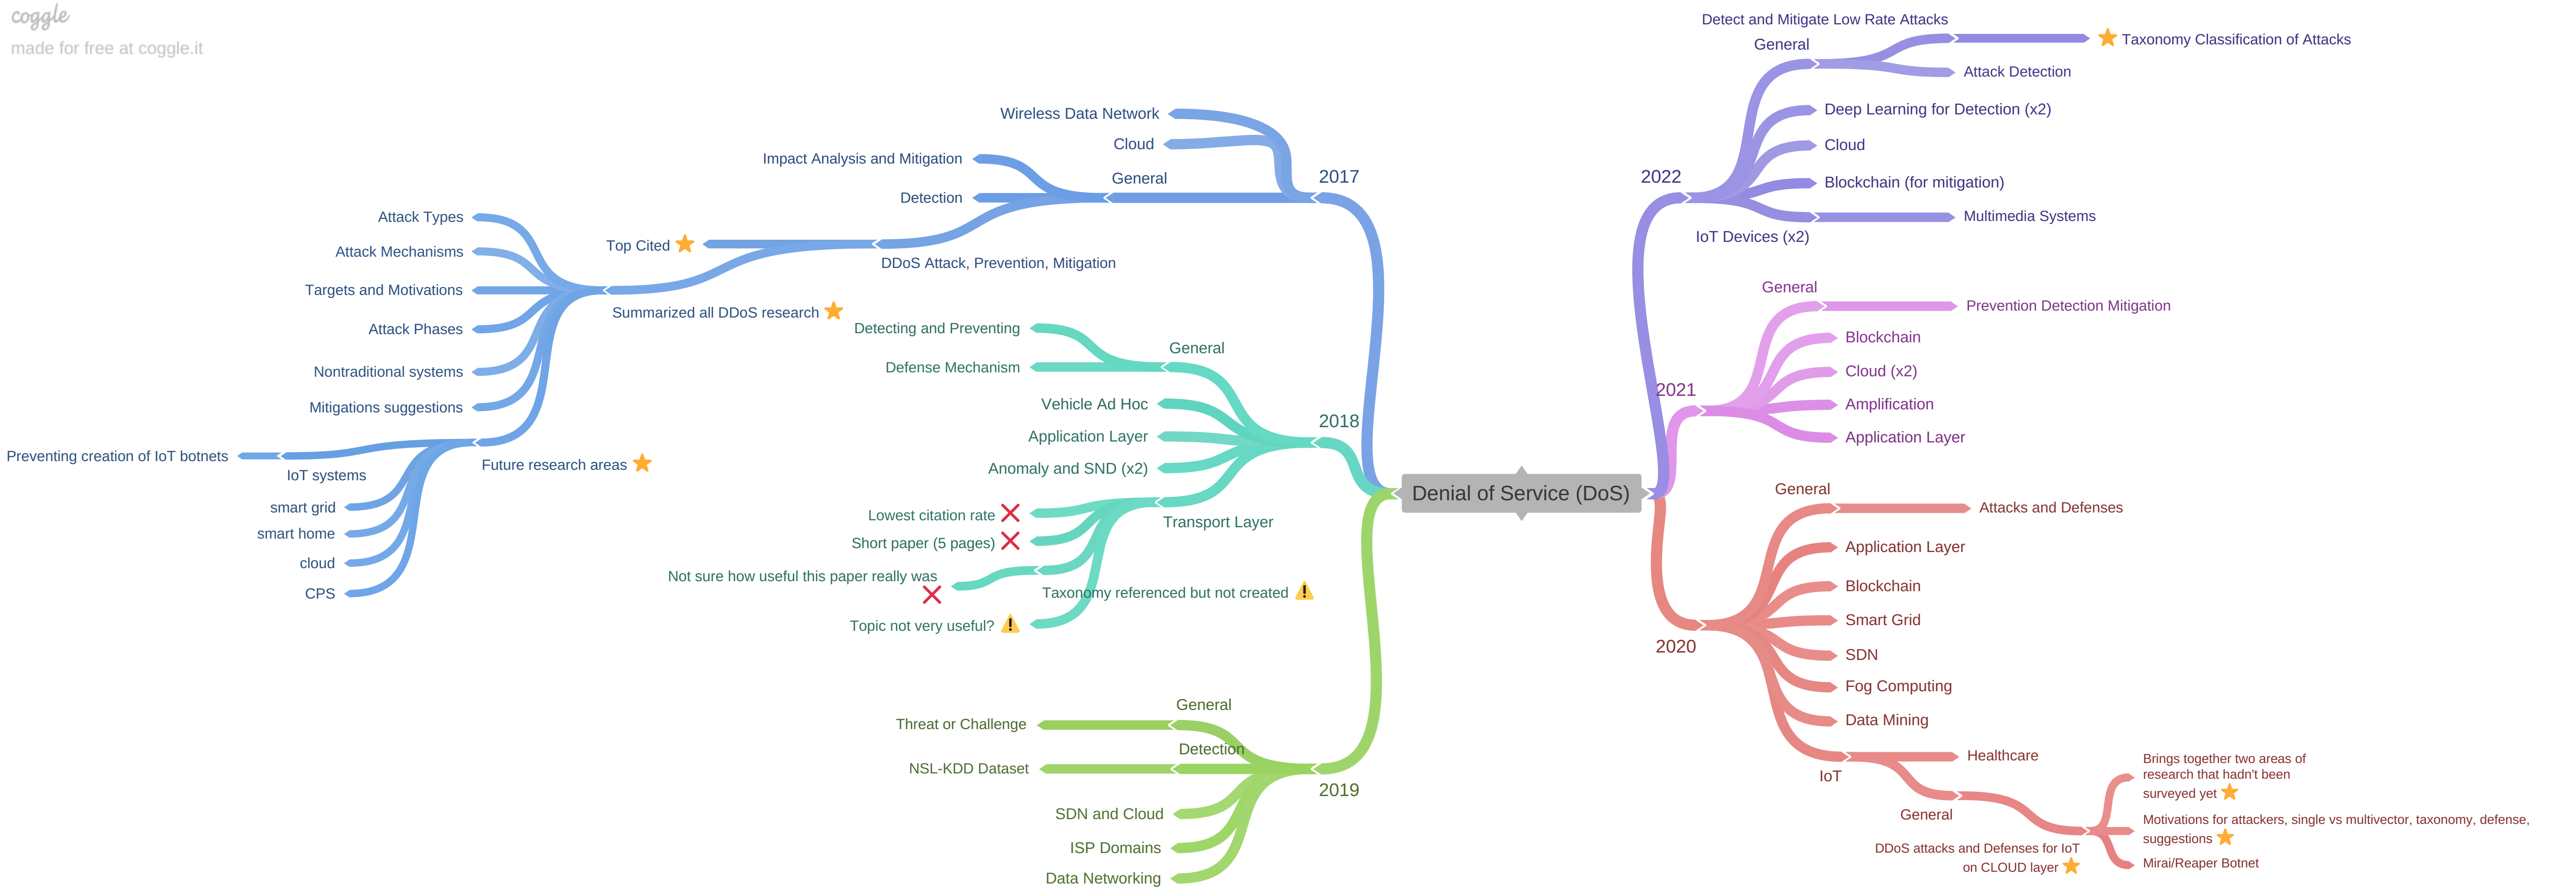 coggle
made for free at coggle.it
Denial of Service (DoS)
2017
Wireless Data Network
Cloud
General
Impact Analysis and Mitigation
Detection
DDoS Attack, Prevention, Mitigation
Top Cited
Summarized all DDoS research
Attack Types
Attack Mechanisms
Targets and Motivations
Attack Phases
Nontraditional systems
Mitigations suggestions
Future research areas
IoT systems
Preventing creation of IoT botnets
smart grid
smart home
cloud
CPS
2018
General
Detecting and Preventing
Defense Mechanism
Vehicle Ad Hoc
Application Layer
Anomaly and SND (x2)
Transport Layer
Lowest citation rate
Short paper (5 pages)
Taxonomy referenced but not created
Not sure how useful this paper really was
Topic not very useful?
2019
General
Threat or Challenge
Detection
NSL-KDD Dataset
SDN and Cloud
ISP Domains
Data Networking
2022
General
Detect and Mitigate Low Rate Attacks
Taxonomy Classification of Attacks
Attack Detection
Deep Learning for Detection (x2)
Cloud
Blockchain (for mitigation)
IoT Devices (x2)
Multimedia Systems
2021
General
Prevention Detection Mitigation
Blockchain
Cloud (x2)
Amplification
Application Layer
2020
General
Attacks and Defenses
Application Layer
Blockchain
Smart Grid
SDN
Fog Computing
Data Mining
IoT
Healthcare
General
DDoS attacks and Defenses for IoT
on CLOUD layer
Brings together two areas of
research that hadn't been
surveyed yet
Motivations for attackers, single vs multivector, taxonomy, defense,
suggestions
Mirai/Reaper Botnet